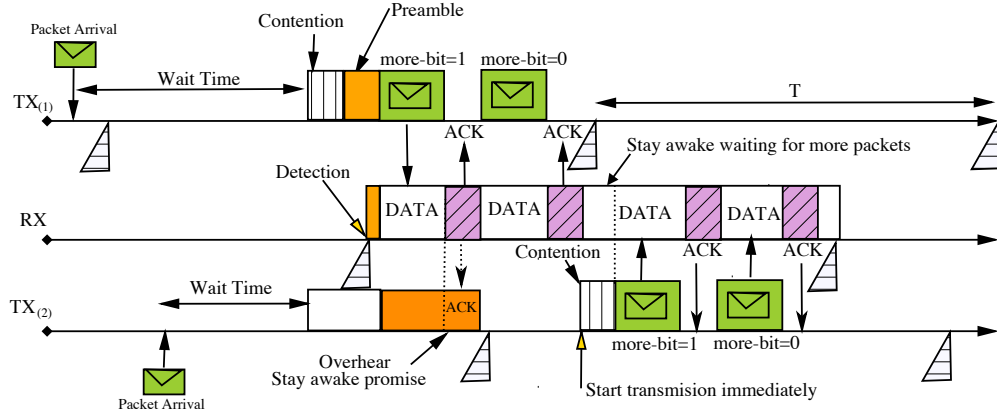 Preamble
Contention
Packet Arrival
more-bit=1
more-bit=0
Wait Time
T
TX(1)
ACK
ACK
Stay awake waiting for more packets
Detection
RX
DATA
DATA
DATA
DATA
Contention
ACK
ACK
Wait Time
TX(2)
ACK
more-bit=1
more-bit=0
Overhear
Stay awake promise
Start transmision immediately
Packet Arrival